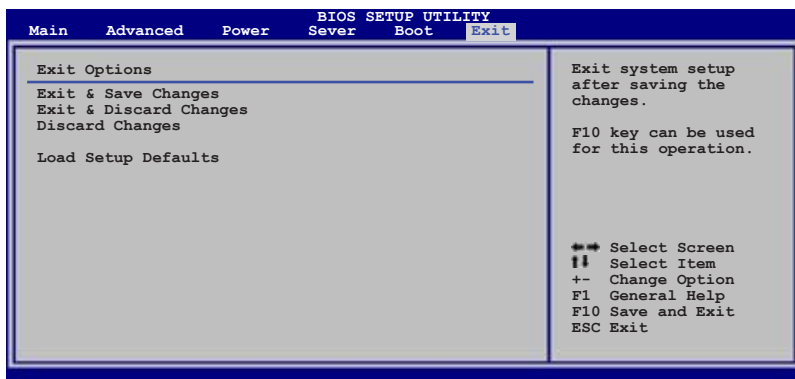 BIOS SETUP UTILITY
Main Advanced Power Sever Boot Exit
Exit Options
Exit & Save Changes
Exit & Discard Changes
Discard Changes
Load Setup Defaults
Exit system setup
after saving the
changes.
F10 key can be used
for this operation.
Select Screen
Select Item
+- Change Option
F1 General Help
F10 Save and Exit
ESC Exit